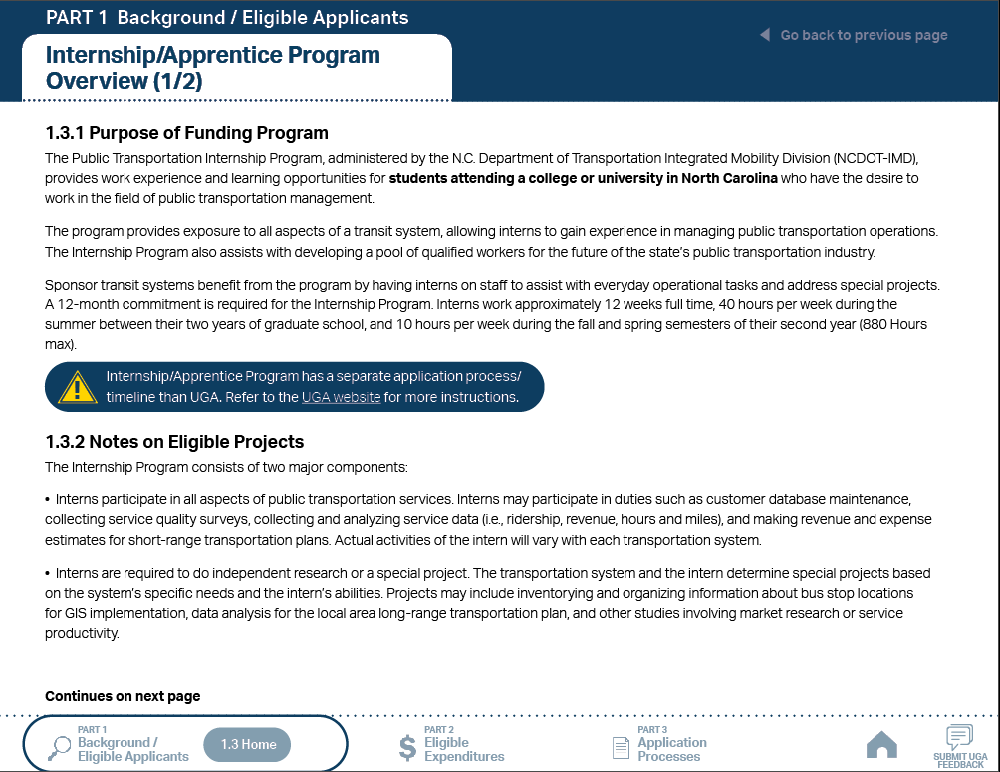 PART 1 Background / Eligible Applicants
Go back to previous page
Internship/Apprentice Program
Overview (1/2)
1.3.1 Purpose of Funding Program
The Public Transportation Internship Program, administered by the N.C. Department of Transportation Integrated Mobility Division (NCDOT-IMD),
provides work experience and learning opportunities for students attending a college or university in North Carolina who have the desire to
work in the field of public transportation management.
The program provides exposure to all aspects of a transit system, allowing interns to gain experience in managing public transportation operations.
The Internship Program also assists with developing a pool of qualified workers for the future of the state's public transportation industry.
Sponsor transit systems benefit from the program by having interns on staff to assist with everyday operational tasks and address special projects.
A 12-month commitment is required for the Internship Program. Interns work approximately 12 weeks full time, 40 hours per week during the
summer between their two years of graduate school, and 10 hours per week during the fall and spring semesters of their second year (880 Hours
max).
Internship/Apprentice Program has a separate application process/
timeline than UGA. Refer to the UGA website for more instructions.
1.3.2 Notes on Eligible Projects
The Internship Program consists of two major components:
• Interns participate in all aspects of public transportation services. Interns may participate in duties such as customer database maintenance,
collecting service quality surveys, collecting and analyzing service data (i.e., ridership, revenue, hours and miles), and making revenue and expense
estimates for short-range transportation plans. Actual activities of the intern will vary with each transportation system.
• Interns are required to do independent research or a special project. The transportation system and the intern determine special projects based
on the system's specific needs and the intern's abilities. Projects may include inventorying and organizing information about bus stop locations
for GIS implementation, data analysis for the local area long-range transportation plan, and other studies involving market research or service
productivity.
Continues on next page
PART 1
Background /
Eligible Applicants
1.3 Home
PART 2
Eligible
Expenditures
PART 3
Application
Processes
SUBMIT UGA
FEEDBACK